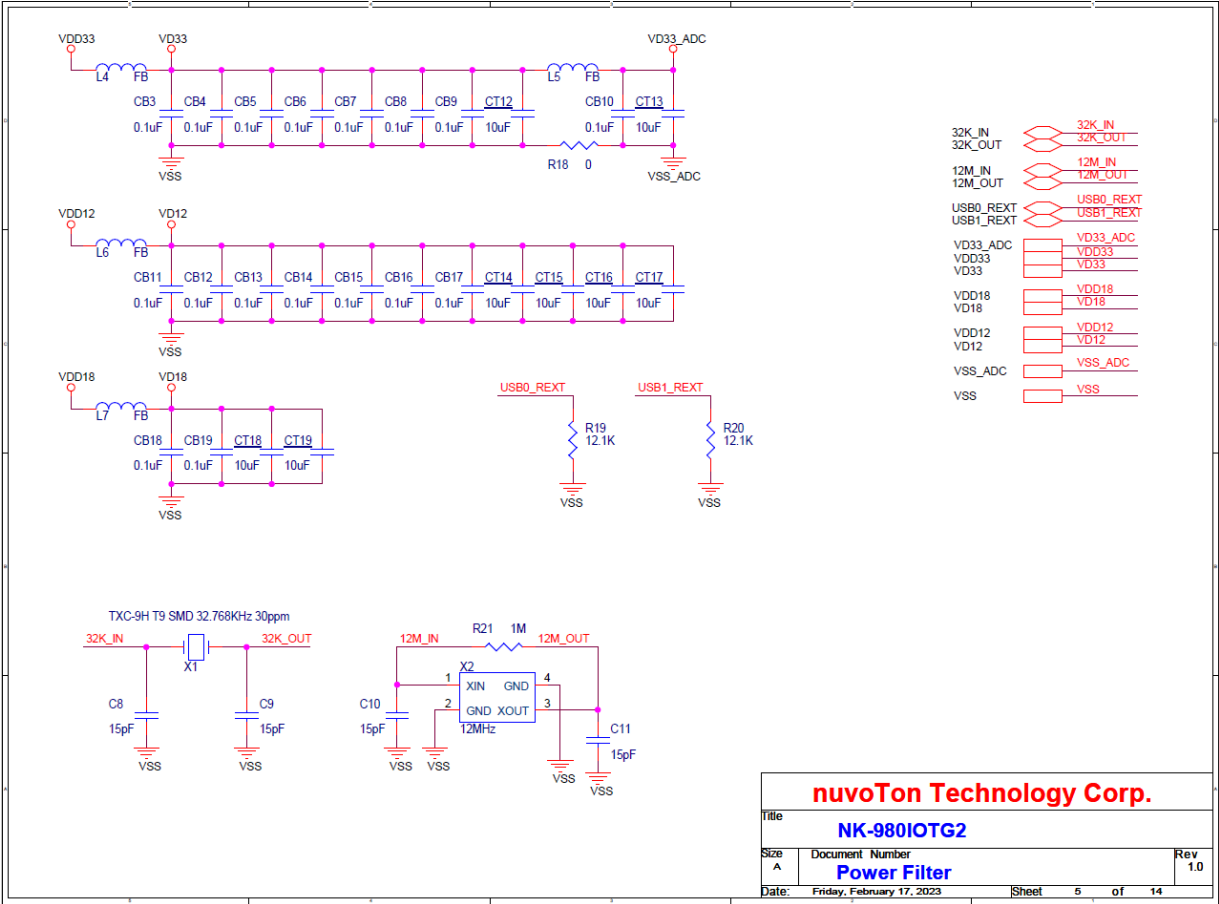 VDD33 VD33 VD33_ADC
L4 FB L5 FB
CB3 CB4 CB5 CB6 CB7 CB8 CB9 CT12 CB10 CT13
0.1uF 0.1uF 0.1uF 0.1uF 0.1uF 0.1uF 0.1uF 10uF 0.1uF 10uF
R18 0
VSS VSS_ADC
VDD12 VD12
L6 FB
CB11 CB12 CB13 CB14 CB15 CB16 CB17 CT14 CT15 CT16 CT17
0.1uF 0.1uF 0.1uF 0.1uF 0.1uF 0.1uF 0.1uF 10uF 10uF 10uF 10uF
VSS
VDD18 VD18
L7 FB
CB18 CB19 CT18 CT19
0.1uF 0.1uF 10uF 10uF
VSS
USB0_REXT USB1_REXT
R19 R20
12.1K 12.1K
VSS VSS
32K_IN 32K_IN
32K_OUT 32K_OUT
12M_IN 12M_IN
12M_OUT 12M_OUT
USB0_REXT USB0_REXT
USB1_REXT USB1_REXT
VD33_ADC VD33_ADC
VDD33 VDD33
VD33 VD33
VDD18 VDD18
VD18 VD18
VDD12 VDD12
VD12 VD12
VSS_ADC VSS_ADC
VSS VSS
TXC-9H T9 SMD 32.768KHz 30ppm
32K_IN 32K_OUT
X1
C8 C9
15pF 15pF
VSS VSS
R21 1M
12M_IN 12M_OUT
X2
1 XIN GND 4
2 GND XOUT 3
12MHz
C10 C11
15pF 15pF
VSS VSS VSS VSS
nuvoTon Technology Corp.
Title
NK-980IOTG2
Size Document Number Rev
A Power Filter 1.0
Date: Friday, February 17, 2023 Sheet 5 of 14